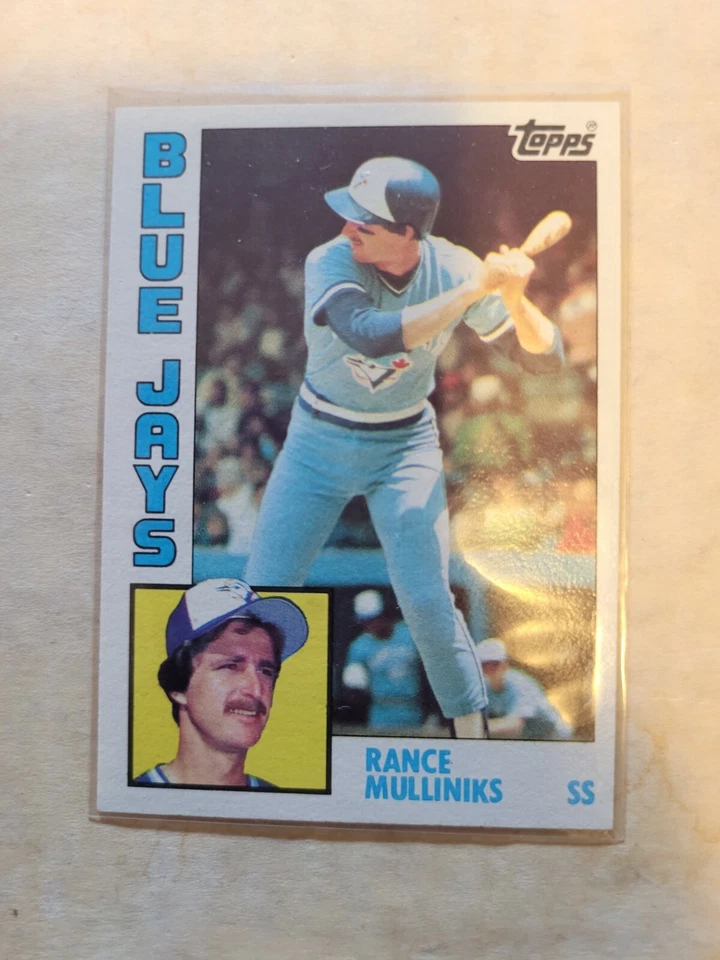 BLUE JAYS
topps®
RANCE
MULLINIKS
SS